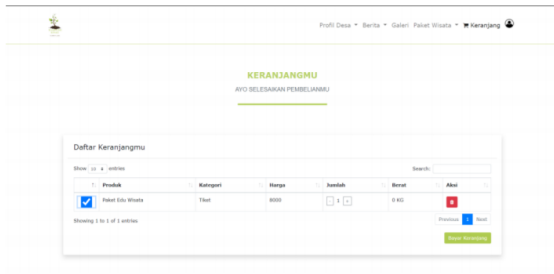 Profil Desa Berita Galeri Paket Wisata Keranjang
KERANJANGMU
AYO SELESAIKAN PEMBELIANMU
Daftar Keranjangmu
Show 10 entries Search:
Produk Kategori Harga Jumlah Berat Aksi
Paket Edu Wisata Tiket 8000 - 1 + 0 KG
Showing 1 to 1 of 1 entries Previous 1 Next
Bayar Keranjang